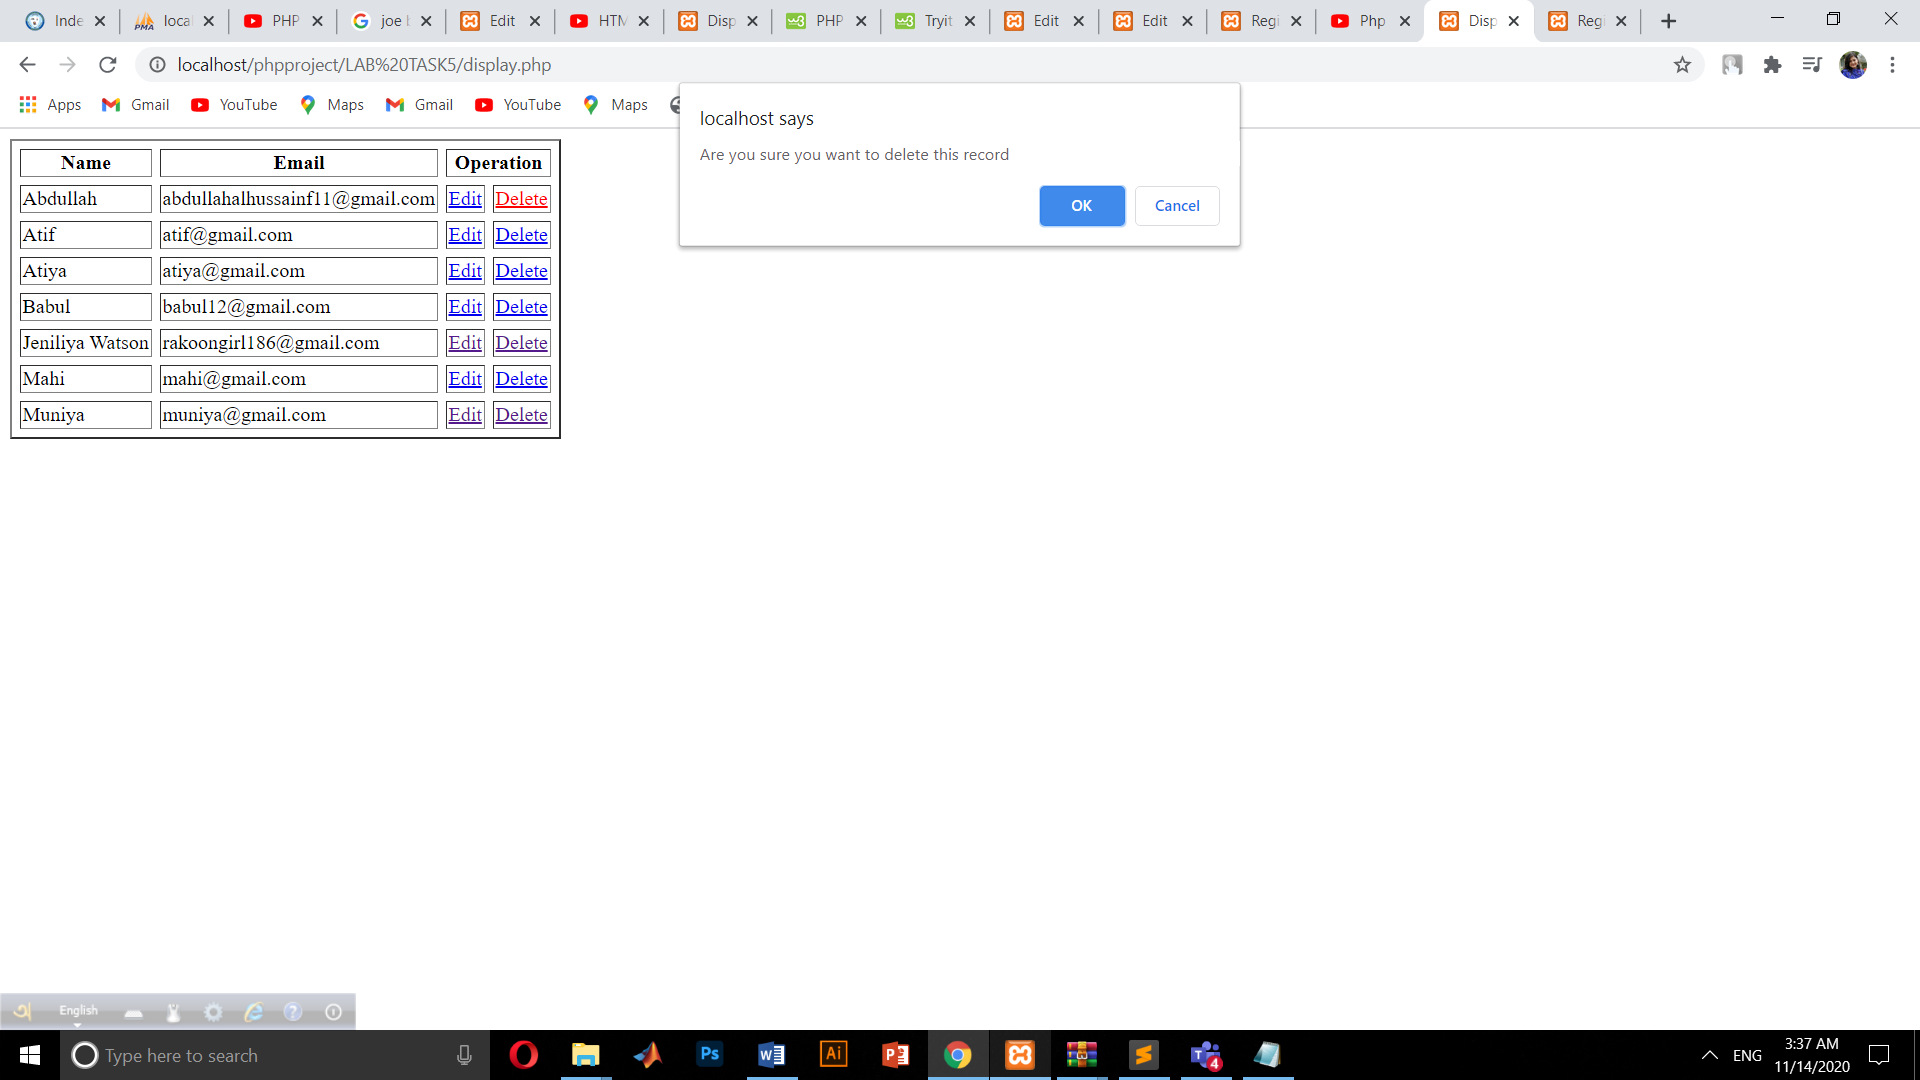 Inde loca PHP joe b Edit HTM Disp PHP Tryit Edit Edit Regi Php Disp Regi
PMA
localhost/phpproject/LAB%20TASK5/display.php
Apps Gmail YouTube Maps Gmail YouTube Maps
localhost says
Are you sure you want to delete this record
OK Cancel
Name Email Operation
Abdullah abdullahalhussainf11@gmail.com Edit Delete
Atif atif@gmail.com Edit Delete
Atiya atiya@gmail.com Edit Delete
Babul babul12@gmail.com Edit Delete
Jeniliya Watson rakoongirl186@gmail.com Edit Delete
Mahi mahi@gmail.com Edit Delete
Muniya muniya@gmail.com Edit Delete
English
Type here to search
Ps
Ai
4
ENG
3:37 AM
11/14/2020